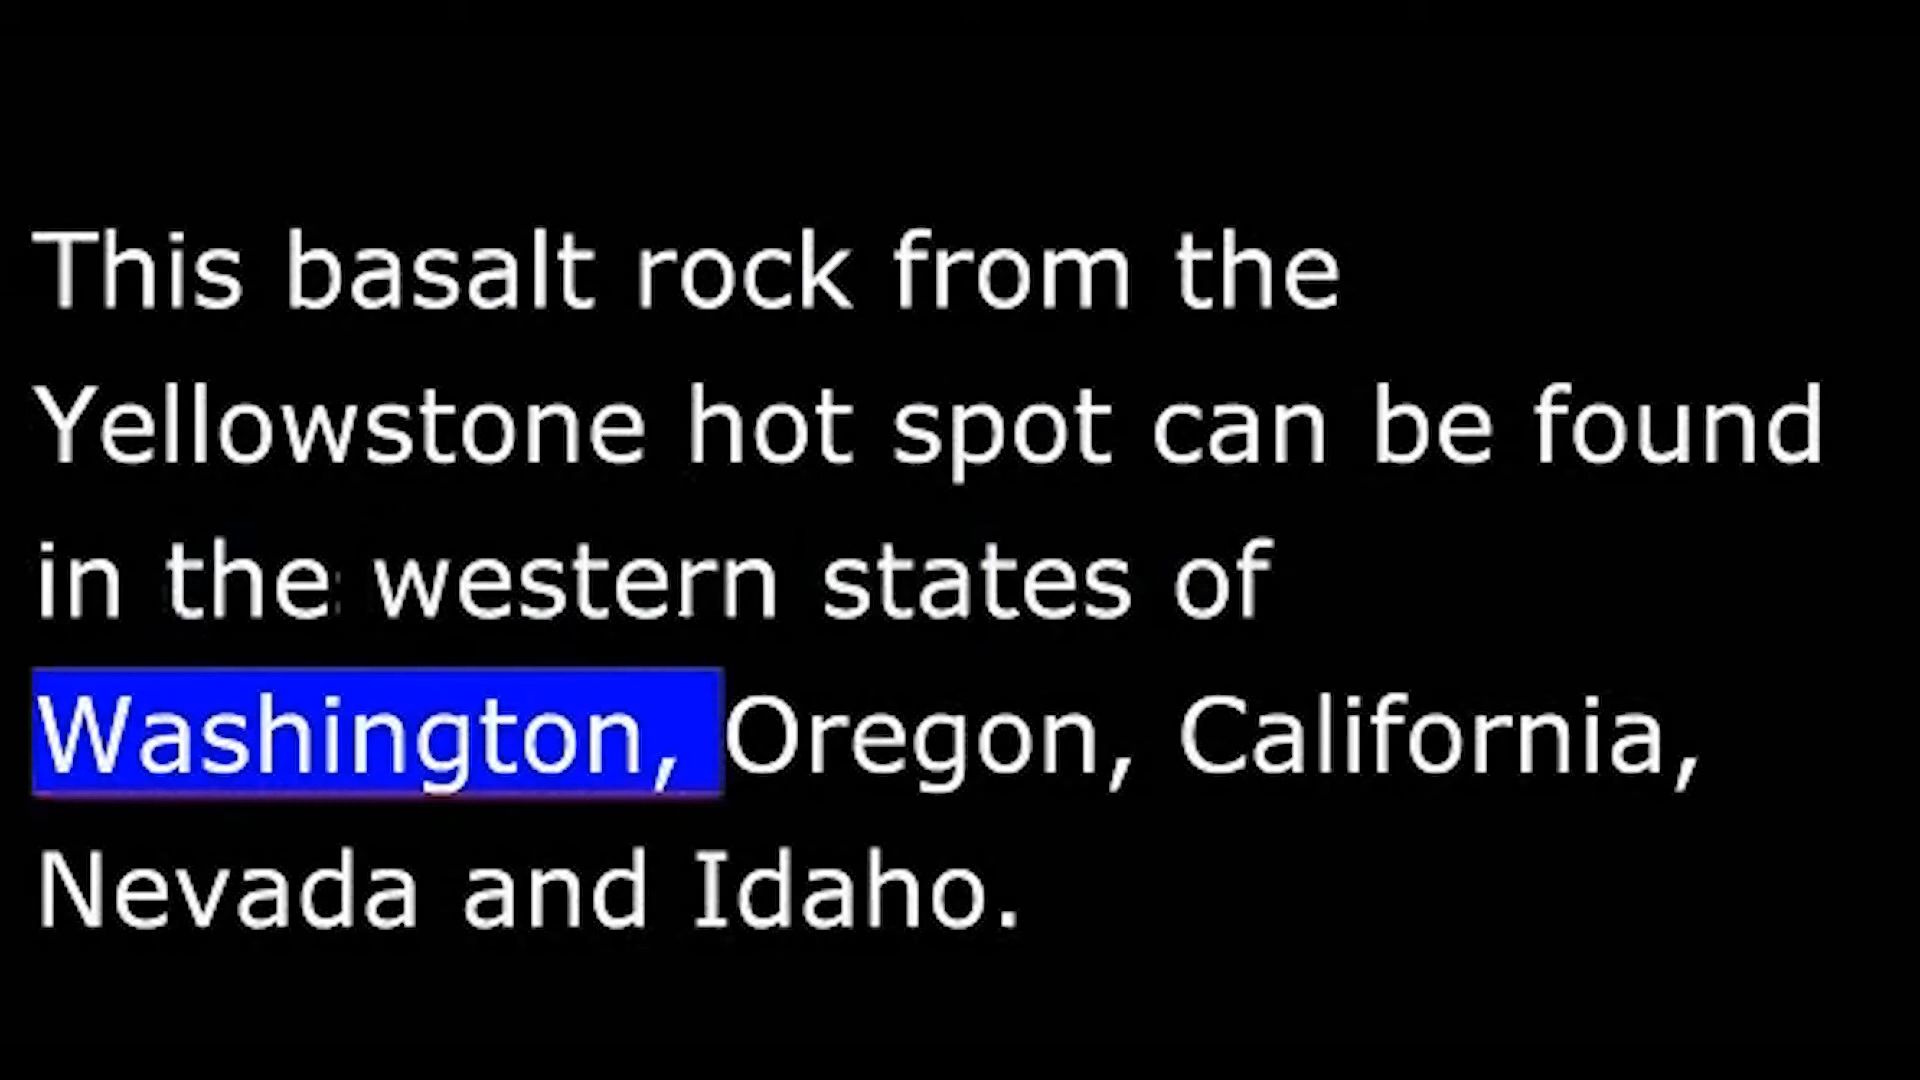 This basalt rock from the
Yellowstone hot spot can be found
in the western states of
Washington, Oregon, California,
Nevada and Idaho.